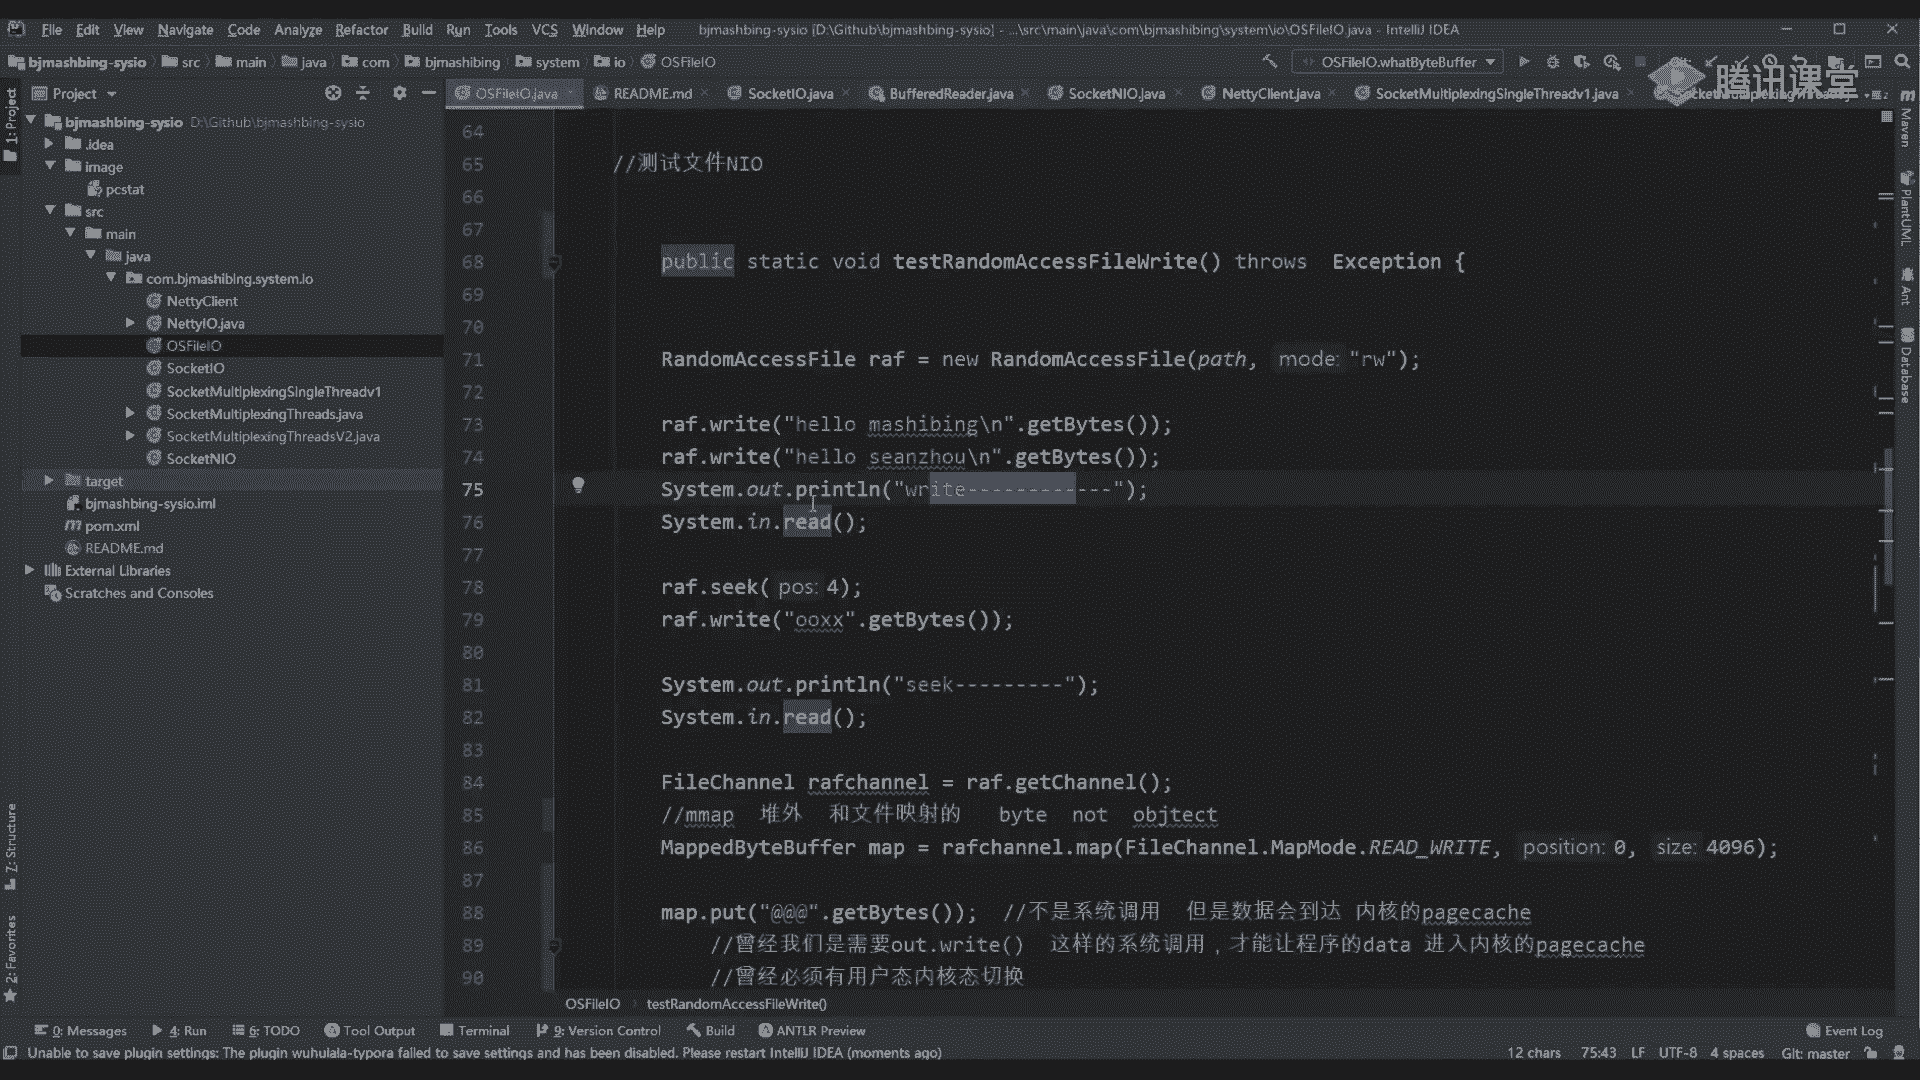 File Edit View Navigate Code Analyze Refactor Build Run Tools VCS Window Help bjmashbing-sysio [D:\Github\bjmashbing-sysio] - ...\src\main\java\com\bjmashibing\system\io\OSFileIO.java - IntelliJ IDEA
bjmashbing-sysio src main java com bjmashibing system io OSFileIO OSFileIO.whatByteBuffer
腾讯课堂
Project OSFileIO.java README.md SocketIO.java BufferedReader.java SocketNIO.java NettyClient.java SocketMultiplexingSingleThreadv1.java
1: Project
bjmashbing-sysio D:\Github\bjmashbing-sysio
.idea
image
pcstat
src
main
java
com.bjmashibing.system.io
NettyClient
NettyIO.java
OSFileIO
SocketIO
SocketMultiplexingSingleThreadv1
SocketMultiplexingThreads.java
SocketMultiplexingThreadsV2.java
SocketNIO
target
bjmashbing-sysio.iml
pom.xml
README.md
External Libraries
Scratches and Consoles
Z: Structure
2: Favorites
64
65 //测试文件NIO
66
67
68 public static void testRandomAccessFileWrite() throws Exception {
69
70
71 RandomAccessFile raf = new RandomAccessFile(path, mode: "rw");
72
73 raf.write("hello mashibing\n".getBytes());
74 raf.write("hello seanzhou\n".getBytes());
75 System.out.println("write------------");
76 System.in.read();
77
78 raf.seek( pos: 4);
79 raf.write("ooxx".getBytes());
80
81 System.out.println("seek---------");
82 System.in.read();
83
84 FileChannel rafchannel = raf.getChannel();
85 //mmap 堆外 和文件映射的 byte not objtect
86 MappedByteBuffer map = rafchannel.map(FileChannel.MapMode.READ_WRITE, position: 0, size: 4096);
87
88 map.put("@@@".getBytes()); //不是系统调用 但是数据会到达 内核的pagecache
89 //曾经我们是需要out.write() 这样的系统调用，才能让程序的data 进入内核的pagecache
90 //曾经必须有用户态内核态切换
Maven
PlantUML
Ant
Database
OSFileIO testRandomAccessFileWrite()
0: Messages 4: Run 6: TODO Tool Output Terminal 9: Version Control Build ANTLR Preview Event Log
Unable to save plugin settings: The plugin wuhulala-typora failed to save settings and has been disabled. Please restart IntelliJ IDEA (moments ago) 12 chars 75:43 LF UTF-8 4 spaces Git: master